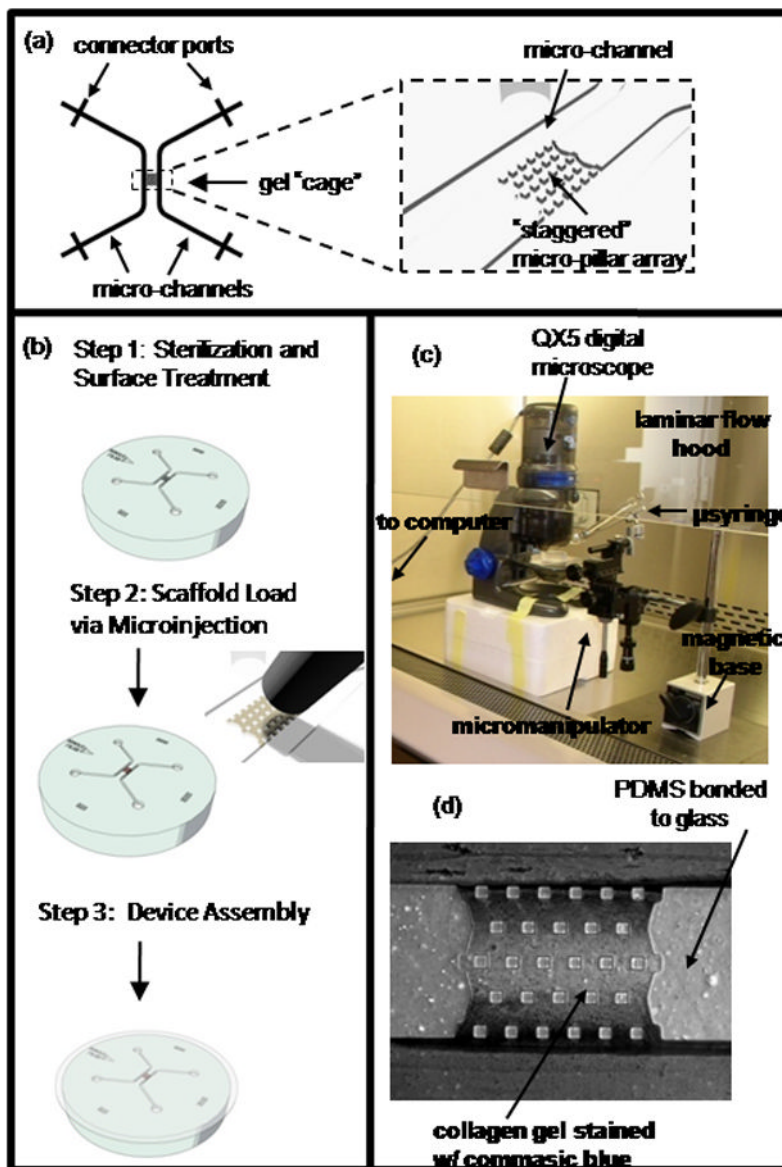 (a)
connector ports
micro-channel
gel "cage"
"staggered"
micro-pillar array
micro-channels
(b)
Step 1: Sterilization and
Surface Treatment
Step 2: Scaffold Load
via Microinjection
Step 3: Device Assembly
(c)
QX5 digital
microscope
laminar flow
hood
to computer
µsyringe
magnetic
base
micromanipulator
(d)
PDMS bonded
to glass
collagen gel stained
w/ commasic blue